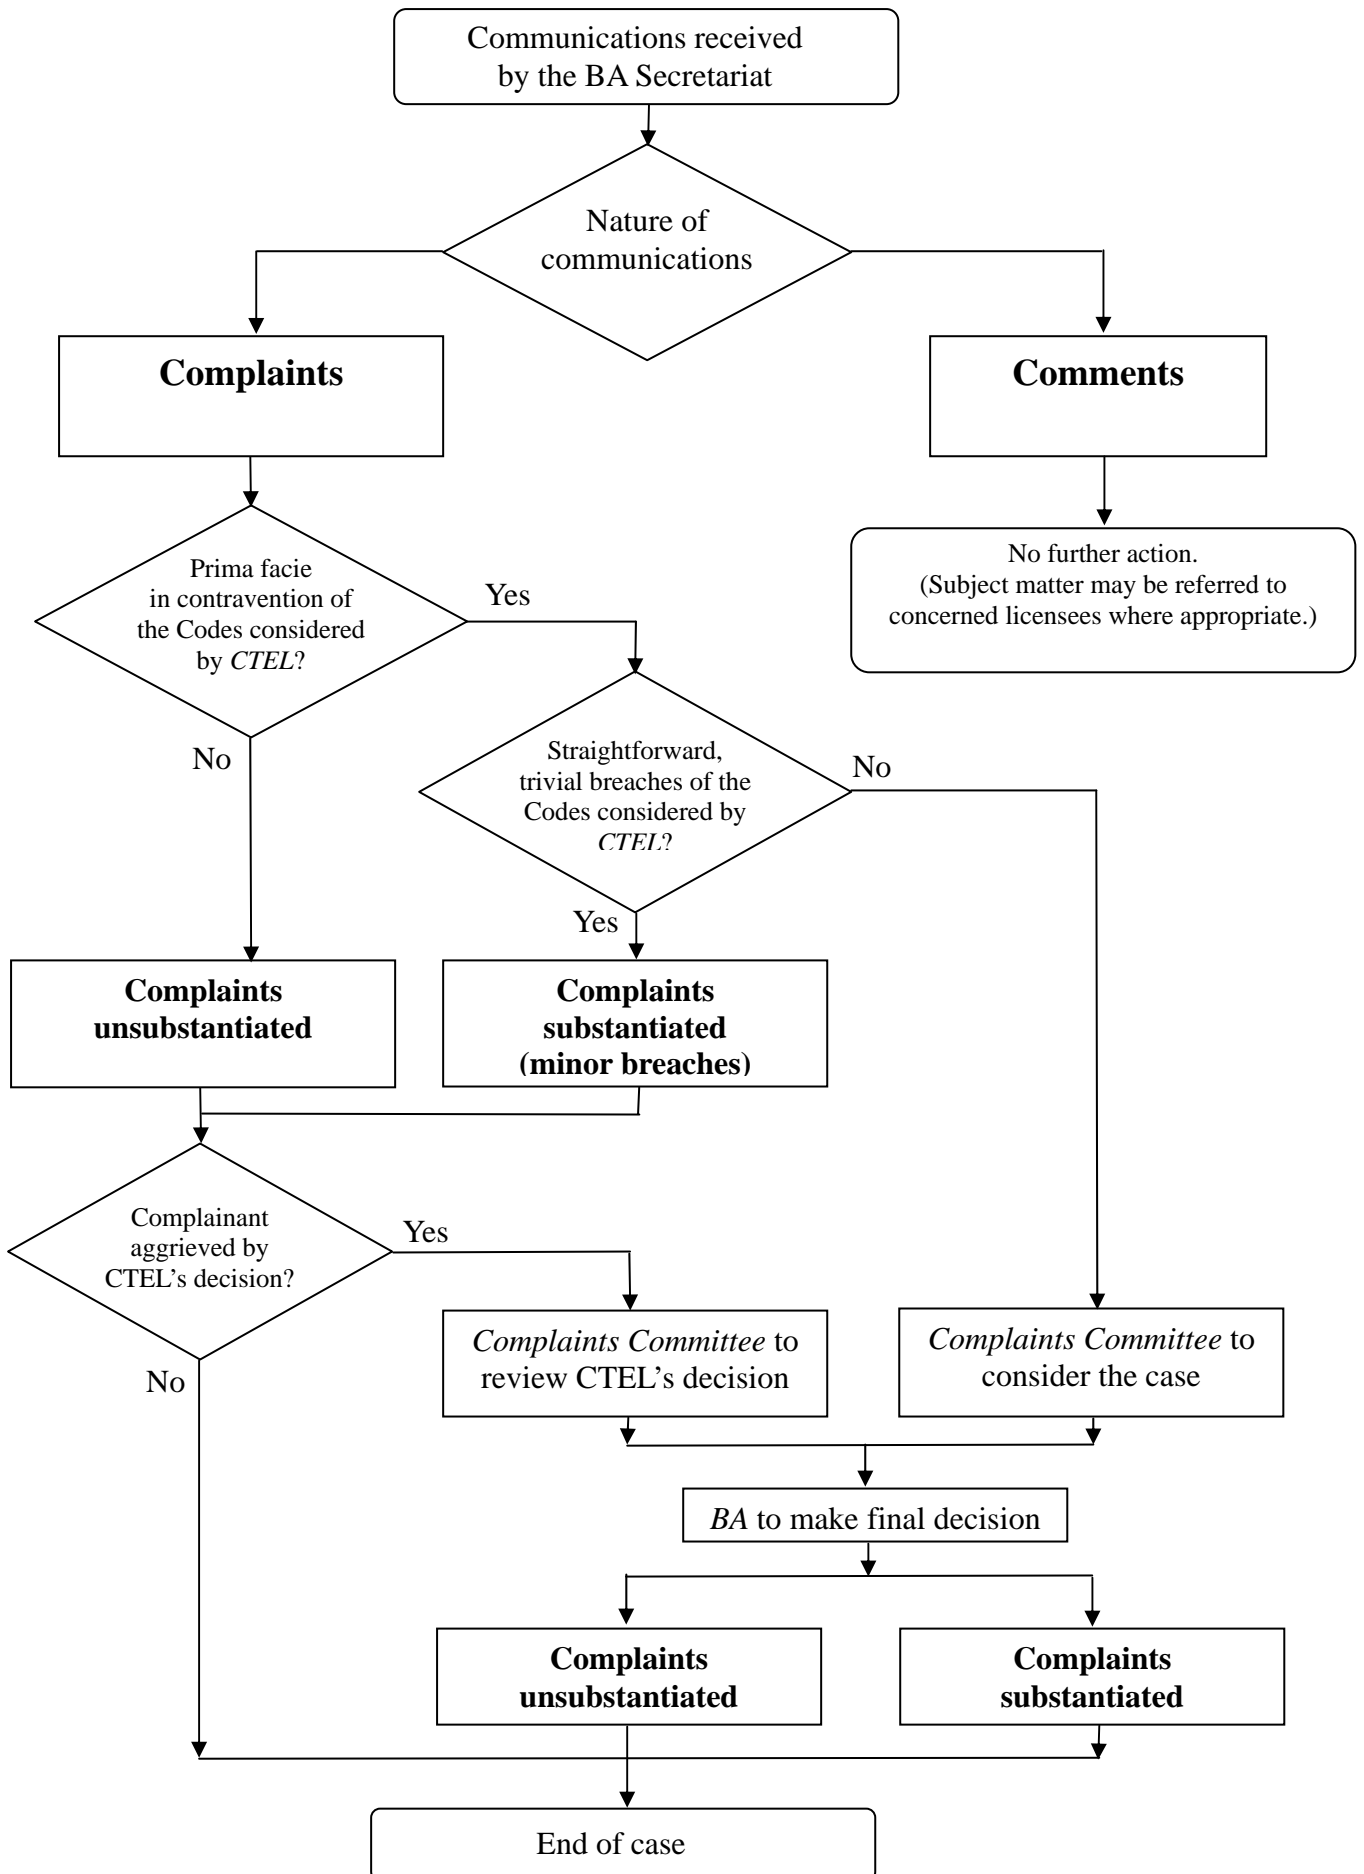 Communications received
by the BA Secretariat
Nature of
communications
Complaints
Comments
Prima facie
in contravention of
the Codes considered
by CTEL?
Yes
No further action.
(Subject matter may be referred to
concerned licensees where appropriate.)
No
Straightforward,
trivial breaches of the
Codes considered by
CTEL?
No
Yes
Complaints
unsubstantiated
Complaints
substantiated
(minor breaches)
Complainant
aggrieved by
CTEL's decision?
Yes
No
Complaints Committee to
review CTEL's decision
Complaints Committee to
consider the case
BA to make final decision
Complaints
unsubstantiated
Complaints
substantiated
End of case